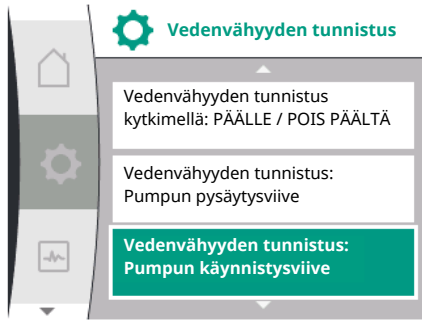 Vedenvähyyden tunnistus
Vedenvähyyden tunnistus
kytkimellä: PÄÄLLE / POIS PÄÄLTÄ
Vedenvähyyden tunnistus:
Pumpun pysäytysviive
Vedenvähyyden tunnistus:
Pumpun käynnistysviive